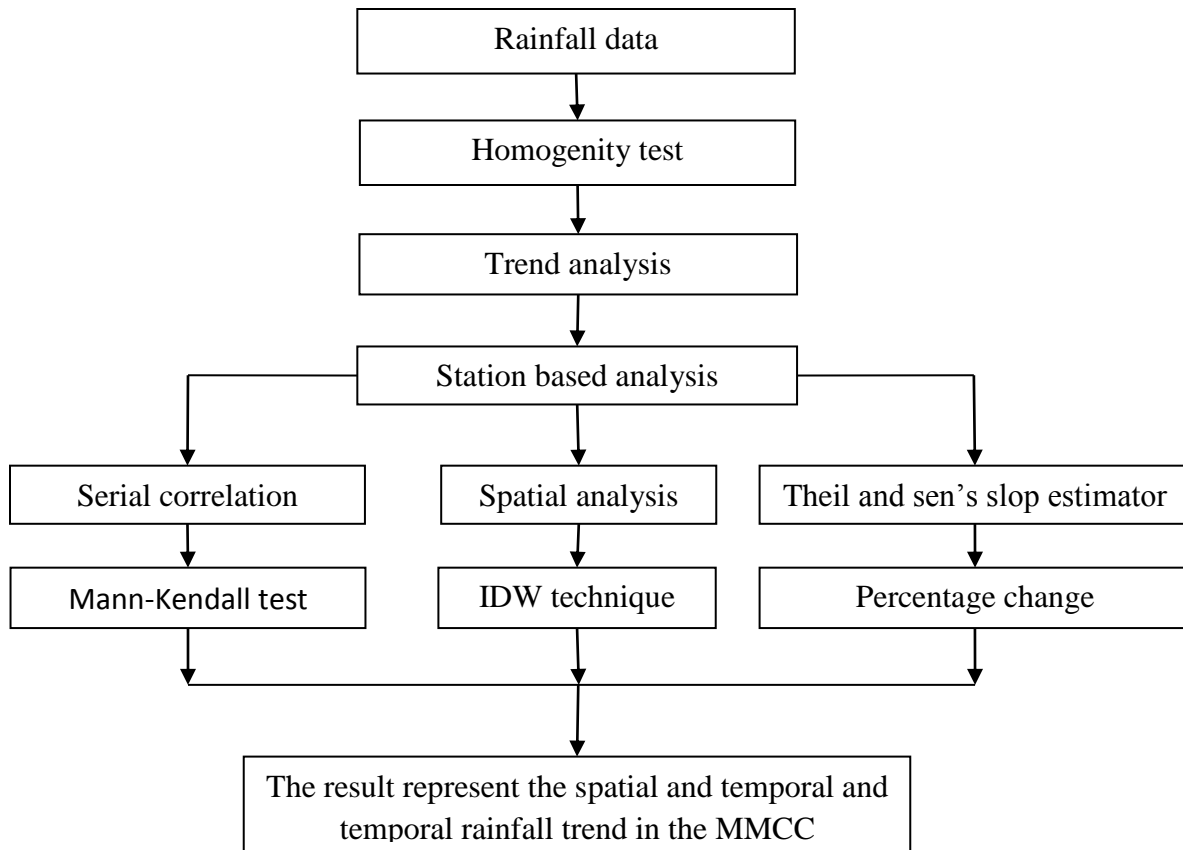 Rainfall data
Homogenity test
Trend analysis
Station based analysis
Serial correlation
Spatial analysis
Theil and sen’s slop estimator
Mann-Kendall test
IDW technique
Percentage change
The result represent the spatial and temporal and
temporal rainfall trend in the MMCC